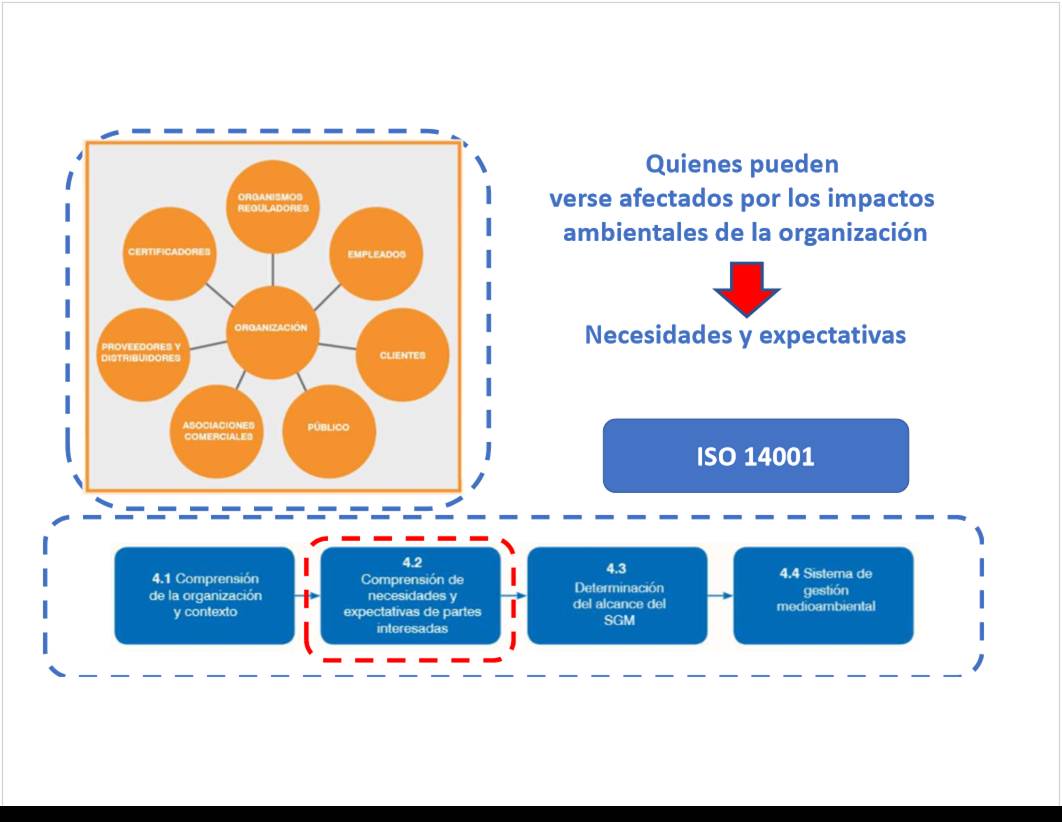 ORGANISMOS
REGULADORES
CERTIFICADORES
EMPLEADOS
ORGANIZACIÓN
PROVEEDORES Y
DISTRIBUIDORES
CLIENTES
ASOCIACIONES
COMERCIALES
PÚBLICO
Quienes pueden
verse afectados por los impactos
ambientales de la organización
Necesidades y expectativas
ISO 14001
4.1 Comprensión
de la organización
y contexto
4.2
Comprensión de
necesidades y
expectativas de partes
interesadas
4.3
Determinación
del alcance del
SGM
4.4 Sistema de
gestión
medioambiental